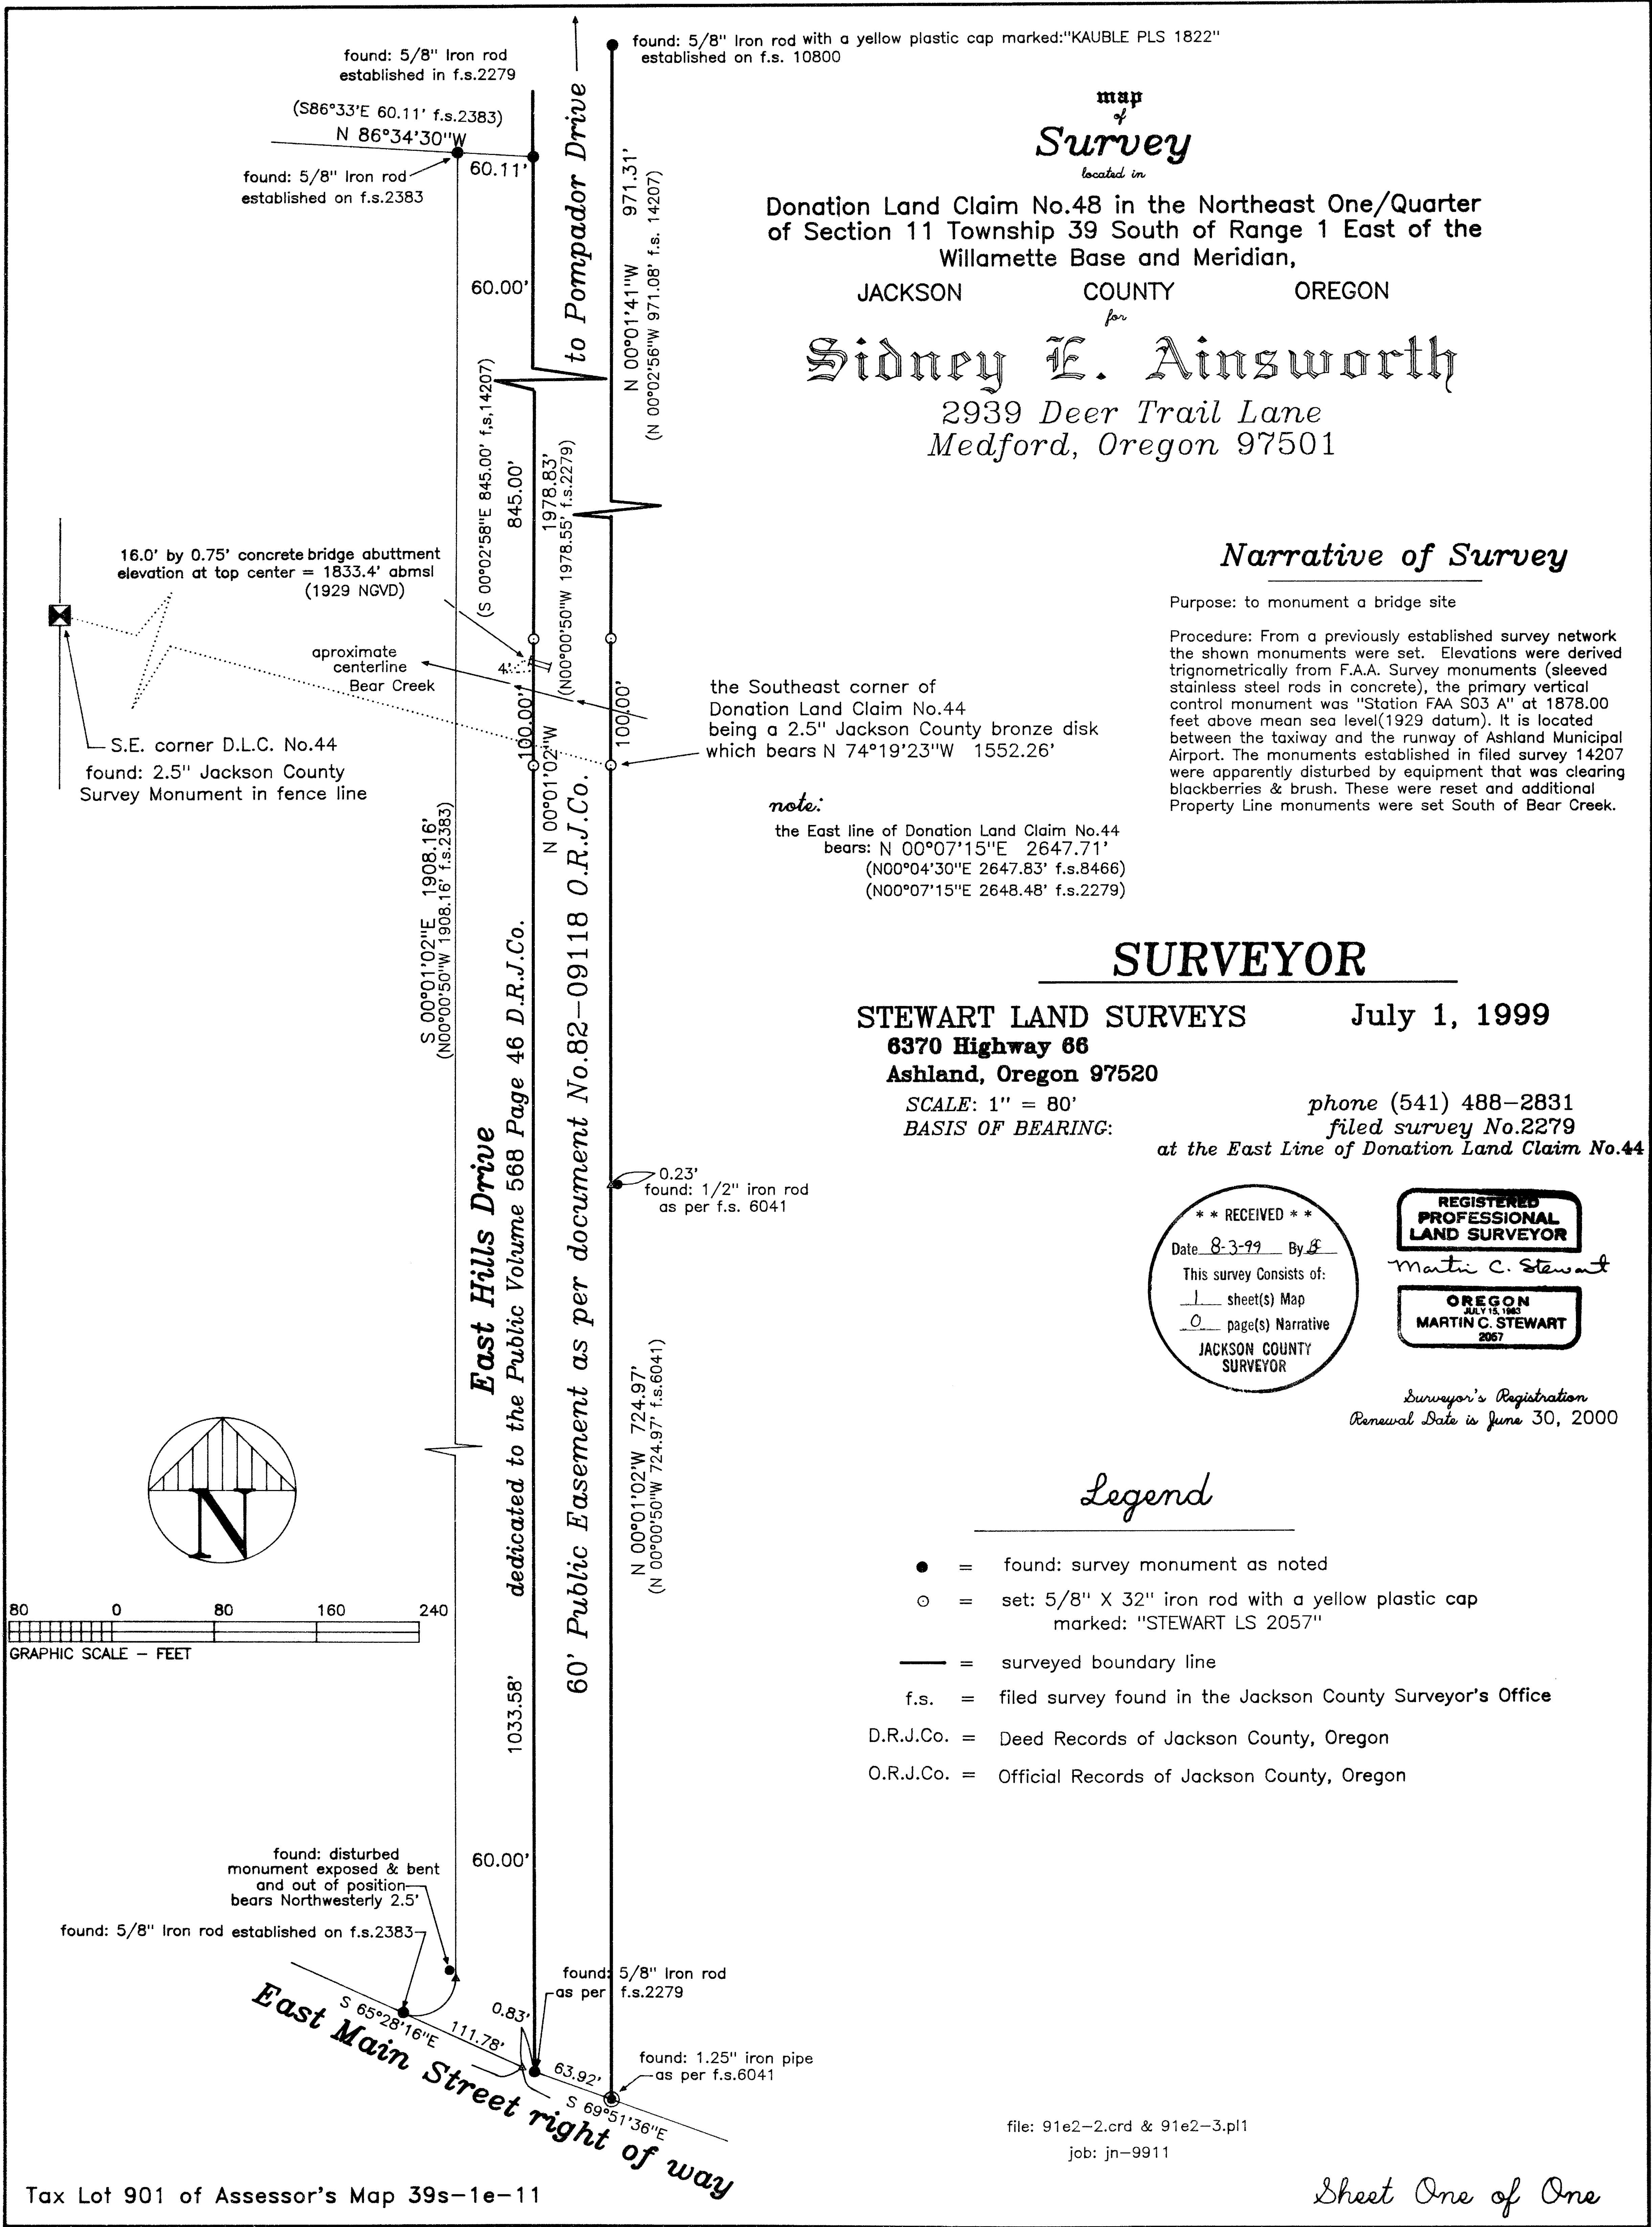 found: 5/8" Iron rod
established in f.s.2279
(S86°33'E 60.11' f.s.2383)
N 86°34'30"W
60.11'
found: 5/8" Iron rod
established on f.s.2383
60.00'
to Pompador Drive
found: 5/8" Iron rod with a yellow plastic cap marked:"KAUBLE PLS 1822"
established on f.s. 10800
N 00°01'41"W 971.31'
(N 00°02'56"W 971.08' f.s. 14207)
map
of
Survey
located in
Donation Land Claim No.48 in the Northeast One/Quarter
of Section 11 Township 39 South of Range 1 East of the
Willamette Base and Meridian,
JACKSON COUNTY OREGON
for
Sidney E. Ainsworth
2939 Deer Trail Lane
Medford, Oregon 97501
(S 00°02'58"E 845.00' f,s,14207)
845.00'
1978.83'
(N00°00'50"W 1978.55' f.s.2279)
16.0' by 0.75' concrete bridge abuttment
elevation at top center = 1833.4' abmsl
(1929 NGVD)
aproximate
centerline
Bear Creek
4'
100.00'
N 00°01'02"W
100.00'
S.E. corner D.L.C. No.44
found: 2.5" Jackson County
Survey Monument in fence line
the Southeast corner of
Donation Land Claim No.44
being a 2.5" Jackson County bronze disk
which bears N 74°19'23"W 1552.26'
note:
the East line of Donation Land Claim No.44
bears: N 00°07'15"E 2647.71'
(N00°04'30"E 2647.83' f.s.8466)
(N00°07'15"E 2648.48' f.s.2279)
Narrative of Survey
Purpose: to monument a bridge site
Procedure: From a previously established survey network
the shown monuments were set. Elevations were derived
trignometrically from F.A.A. Survey monuments (sleeved
stainless steel rods in concrete), the primary vertical
control monument was "Station FAA S03 A" at 1878.00
feet above mean sea level(1929 datum). It is located
between the taxiway and the runway of Ashland Municipal
Airport. The monuments established in filed survey 14207
were apparently disturbed by equipment that was clearing
blackberries & brush. These were reset and additional
Property Line monuments were set South of Bear Creek.
S 00°01'02"E 1908.16'
(N00°00'50"W 1908.16' f.s.2383)
East Hills Drive
dedicated to the Public Volume 568 Page 46 D.R.J.Co.
60' Public Easement as per document No.82-09118 O.R.J.Co.
SURVEYOR
STEWART LAND SURVEYS July 1, 1999
6370 Highway 66
Ashland, Oregon 97520
SCALE: 1" = 80' phone (541) 488-2831
BASIS OF BEARING: filed survey No.2279
at the East Line of Donation Land Claim No.44
0.23'
found: 1/2" iron rod
as per f.s. 6041
* * RECEIVED * *
Date 8-3-99 By
This survey Consists of:
1 sheet(s) Map
0 page(s) Narrative
JACKSON COUNTY
SURVEYOR
REGISTERED
PROFESSIONAL
LAND SURVEYOR
Martin C. Stewart
OREGON
JULY 15, 1983
MARTIN C. STEWART
2057
Surveyor's Registration
Renewal Date is June 30, 2000
N 00°01'02'W 724.97'
(N 00°00'50"W 724.97' f.s.6041)
N
80 0 80 160 240
GRAPHIC SCALE - FEET
Legend
= found: survey monument as noted
= set: 5/8" X 32" iron rod with a yellow plastic cap
marked: "STEWART LS 2057"
= surveyed boundary line
f.s. = filed survey found in the Jackson County Surveyor's Office
D.R.J.Co. = Deed Records of Jackson County, Oregon
O.R.J.Co. = Official Records of Jackson County, Oregon
1033.58'
60.00'
found: disturbed
monument exposed & bent
and out of position
bears Northwesterly 2.5'
found: 5/8" Iron rod established on f.s.2383
found: 5/8" Iron rod
as per f.s.2279
S 65°28'16"E
111.78'
0.83'
63.92'
S 69°51'36"E
found: 1.25" iron pipe
as per f.s.6041
East Main Street right of way
file: 91e2-2.crd & 91e2-3.pl1
job: jn-9911
Tax Lot 901 of Assessor's Map 39s-1e-11
Sheet One of One